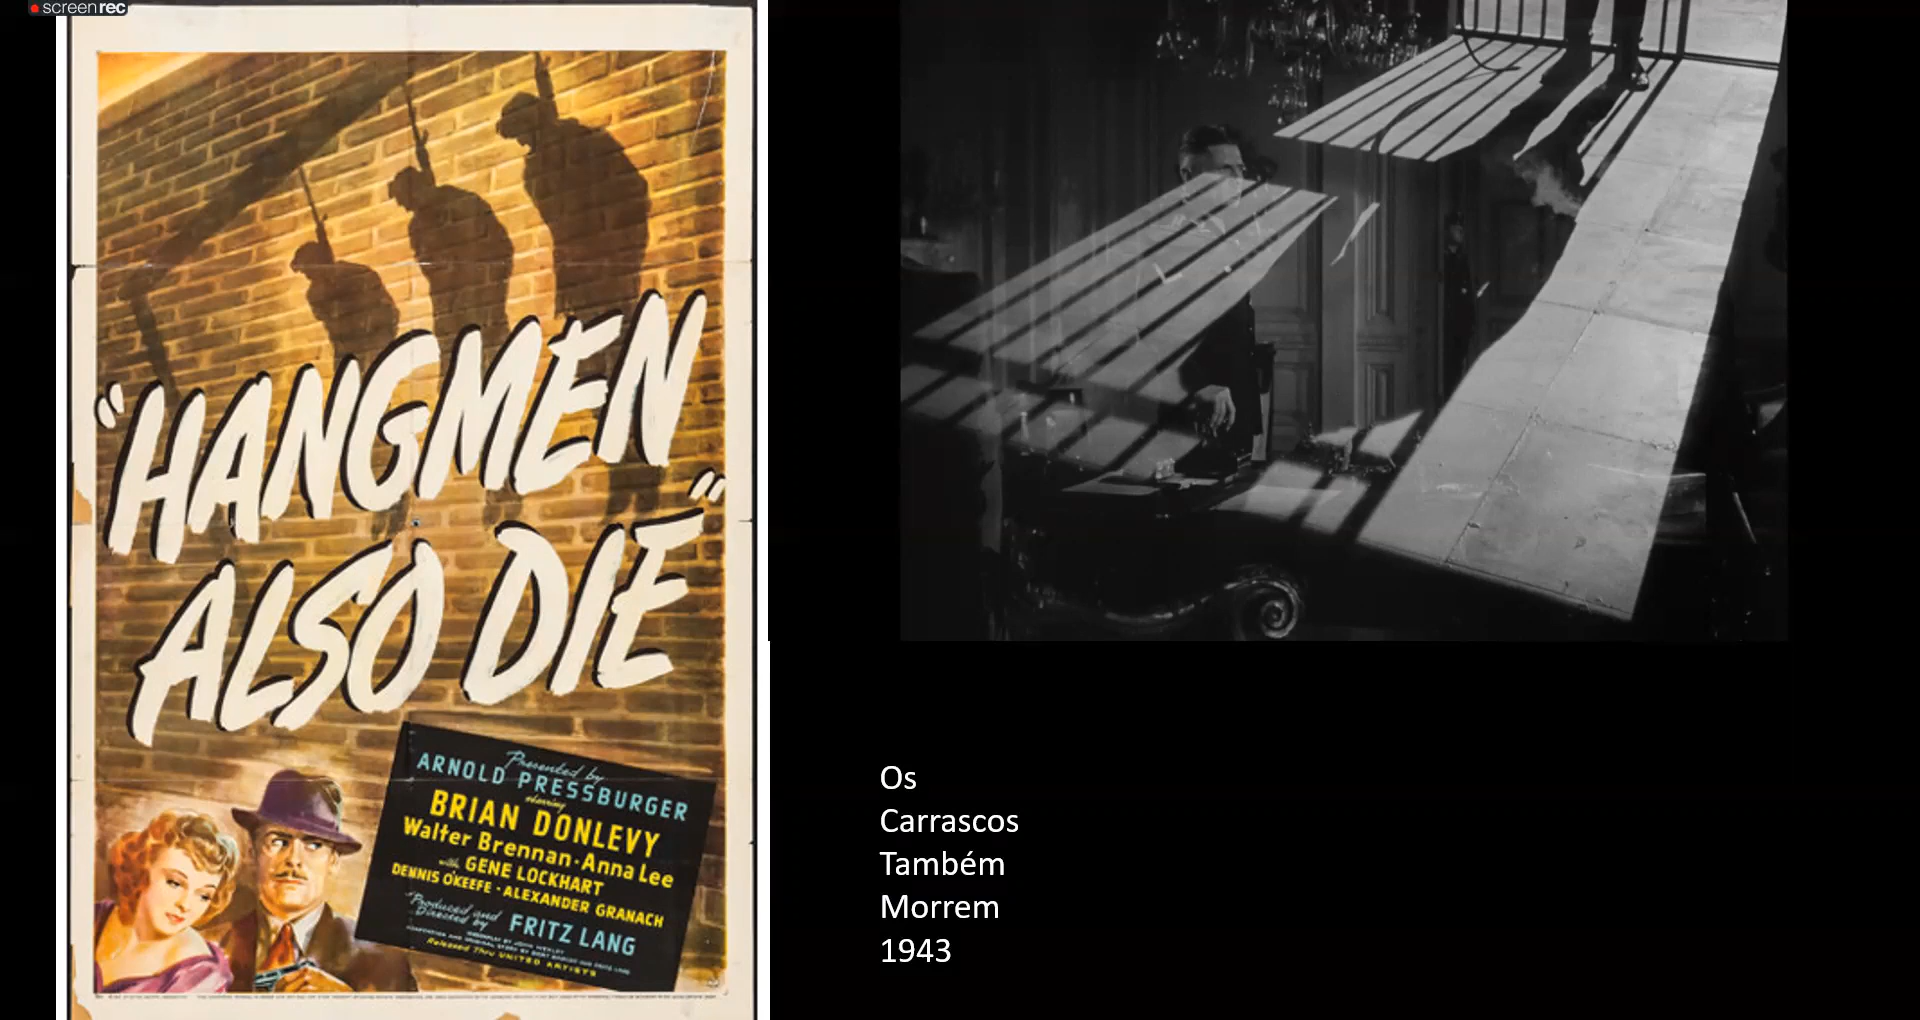 screenrec
"HANGMEN
ALSO DIE"
Presented by
ARNOLD PRESSBURGER
starring
BRIAN DONLEVY
Walter Brennan · Anna Lee
with GENE LOCKHART
DENNIS O'KEEFE · ALEXANDER GRANACH
Produced and
Directed by FRITZ LANG
Released Thru UNITED ARTISTS
Os
Carrascos
Também
Morrem
1943